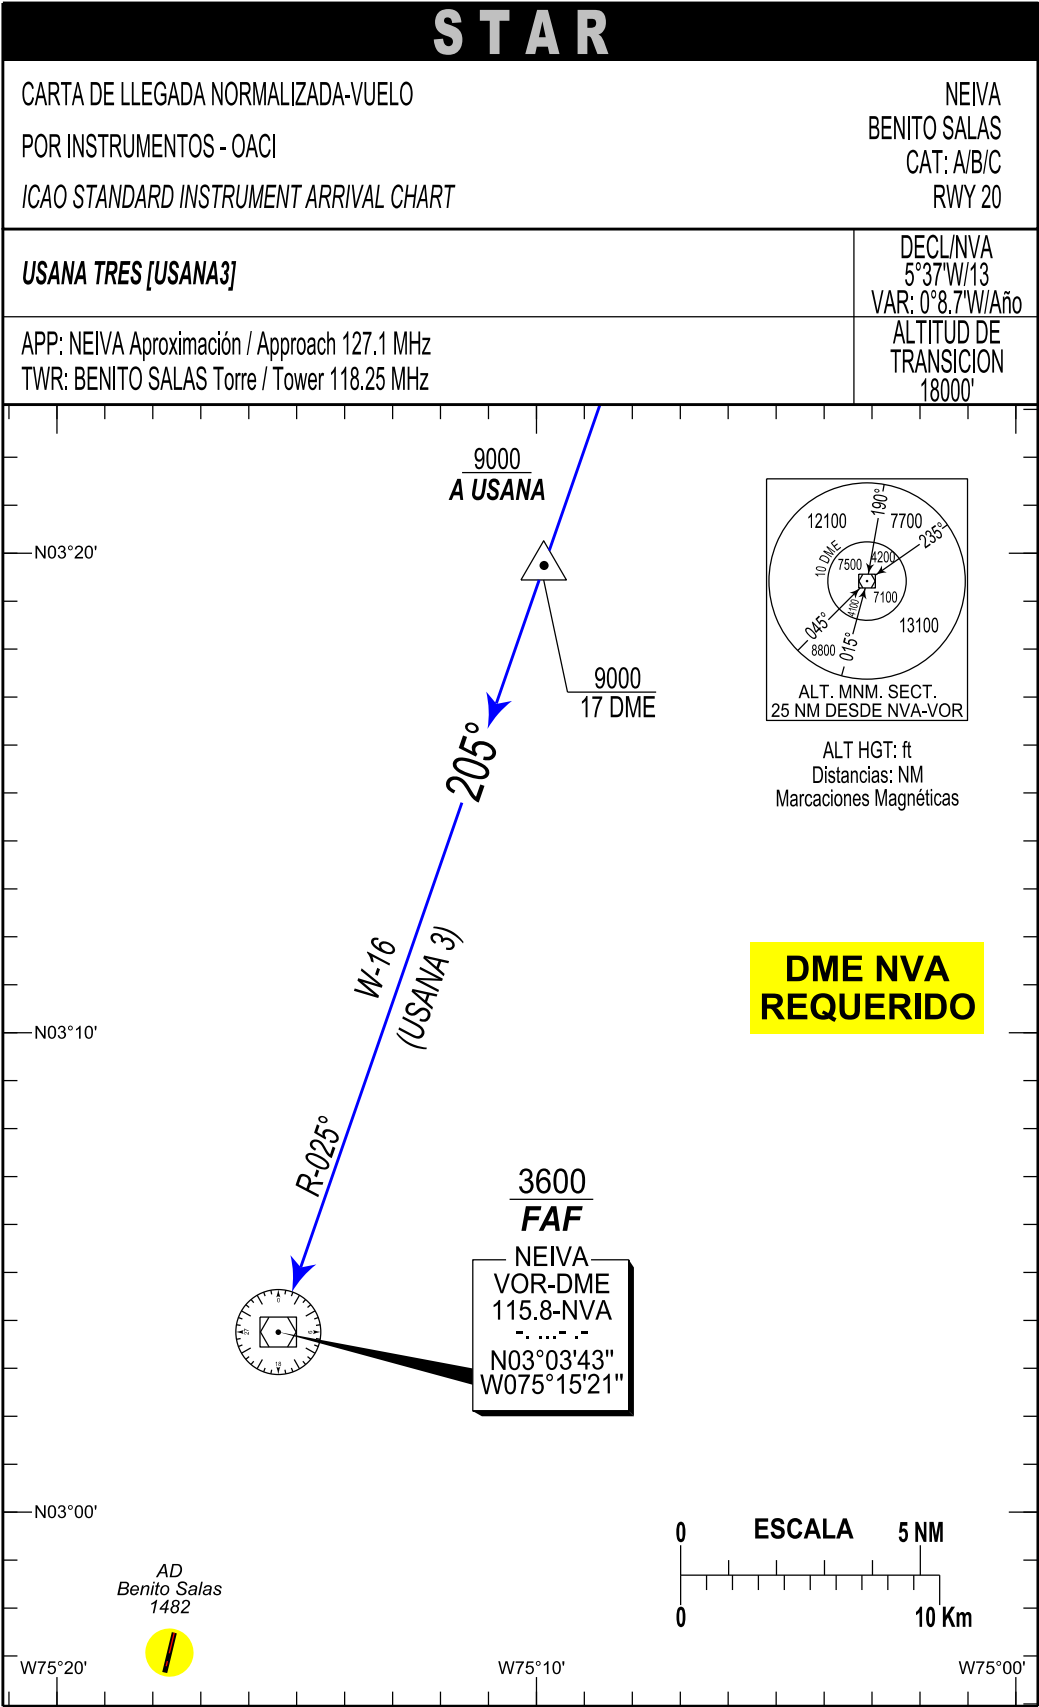 STAR
CARTA DE LLEGADA NORMALIZADA-VUELO
POR INSTRUMENTOS - OACI
ICAO STANDARD INSTRUMENT ARRIVAL CHART
NEIVA
BENITO SALAS
CAT: A/B/C
RWY 20
USANA TRES [USANA3]
DECL/NVA
5°37'W/13
VAR: 0°8.7'W/Año
APP: NEIVA Aproximación / Approach 127.1 MHz
TWR: BENITO SALAS Torre / Tower 118.25 MHz
ALTITUD DE
TRANSICION
18000'
9000
A USANA
N03°20'
9000
17 DME
205°
12100
190°
7700
235°
10 DME
7500
4200
7100
4100
045°
015°
8800
13100
ALT. MNM. SECT.
25 NM DESDE NVA-VOR
ALT HGT: ft
Distancias: NM
Marcaciones Magnéticas
W-16
(USANA 3)
DME NVA
REQUERIDO
N03°10'
R-025°
3600
FAF
NEIVA
VOR-DME
115.8-NVA
-. ...- .-
N03°03'43"
W075°15'21"
0
9
18
27
N03°00'
0 ESCALA 5 NM
0 10 Km
AD
Benito Salas
1482
W75°20'
W75°10'
W75°00'